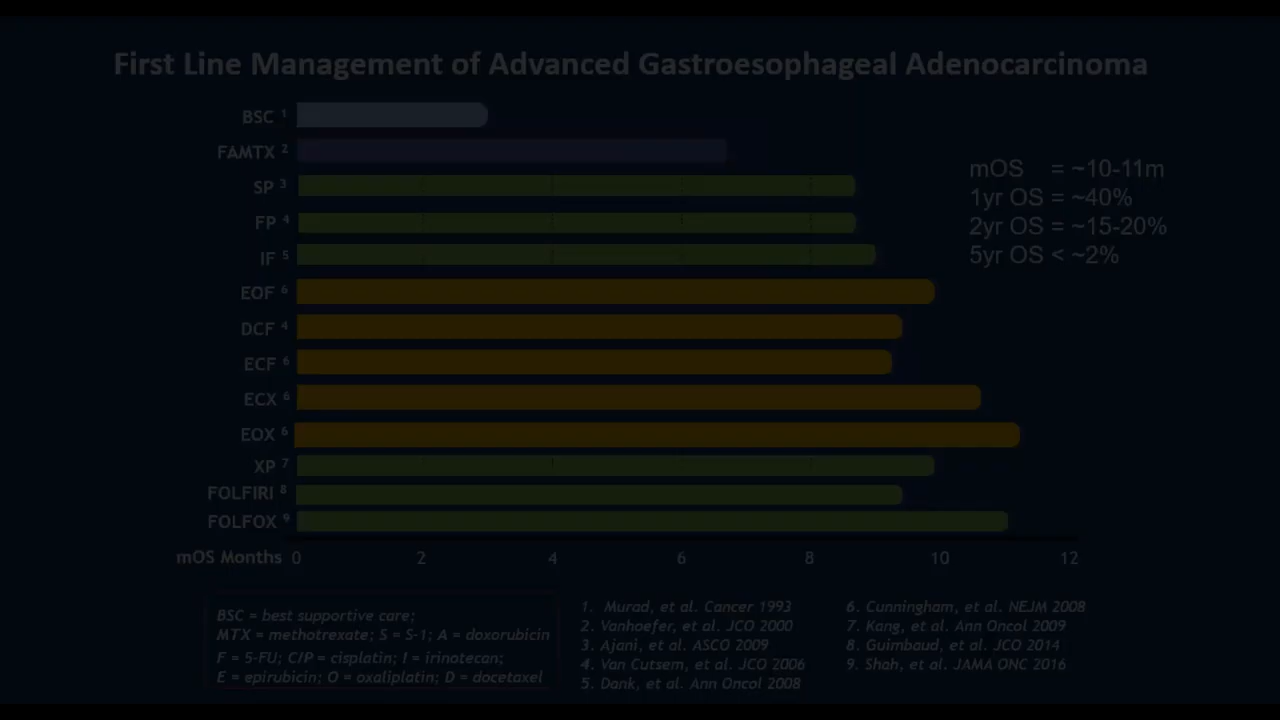 First Line Management of Advanced Gastroesophageal Adenocarcinoma
BSC 1
FAMTX 2
SP 3
FP 4
IF 5
EOF 6
DCF 4
ECF 6
ECX 6
EOX 6
XP 7
FOLFIRI 8
FOLFOX 9
mOS = ~10-11m
1yr OS = ~40%
2yr OS = ~15-20%
5yr OS < ~2%
mOS Months 0 2 4 6 8 10 12
BSC = best supportive care;
MTX = methotrexate; S = S-1; A = doxorubicin
F = 5-FU; C/P = cisplatin; I = irinotecan;
E = epirubicin; O = oxaliplatin; D = docetaxel
1. Murad, et al. Cancer 1993
2. Vanhoefer, et al. JCO 2000
3. Ajani, et al. ASCO 2009
4. Van Cutsem, et al. JCO 2006
5. Dank, et al. Ann Oncol 2008
6. Cunningham, et al. NEJM 2008
7. Kang, et al. Ann Oncol 2009
8. Guimbaud, et al. JCO 2014
9. Shah, et al. JAMA ONC 2016